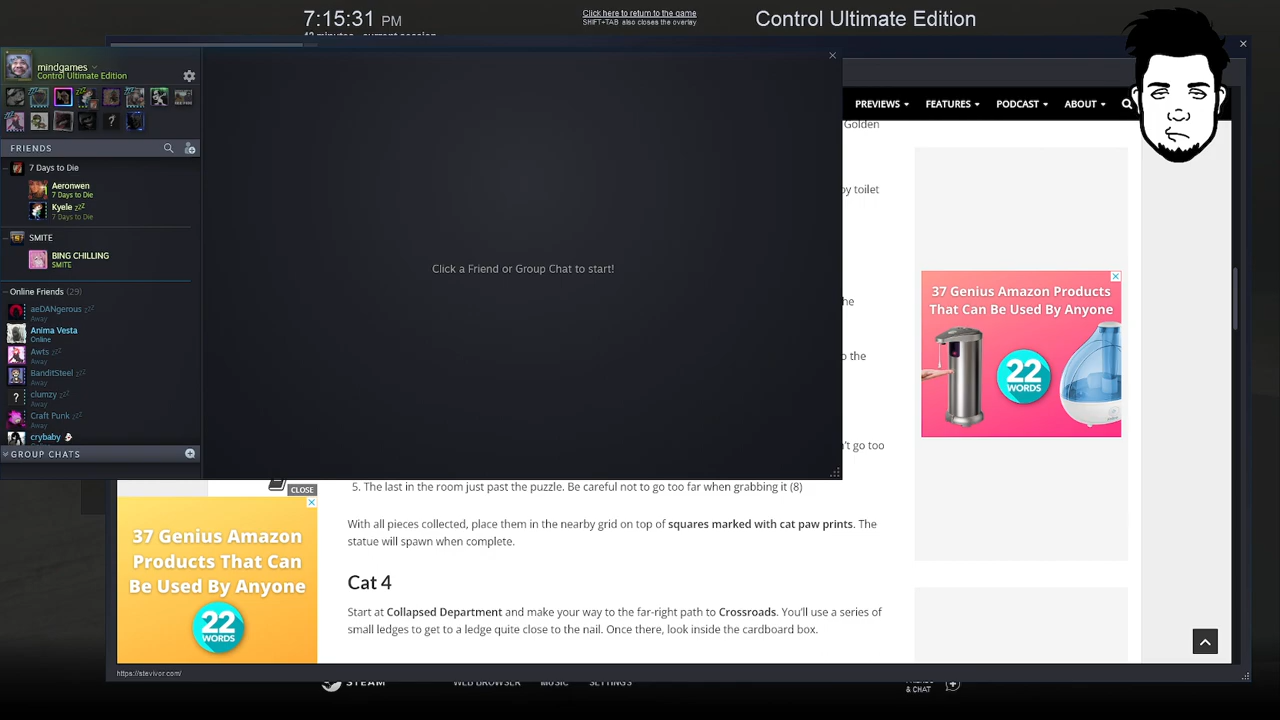 7:15:31 PM
Click here to return to the game
SHIFT+TAB also closes the overlay
Control Ultimate Edition
mindgames
Control Ultimate Edition
FRIENDS
7 Days to Die
Aeronwen
7 Days to Die
Kyele zzz
7 Days to Die
SMITE
BING CHILLING
SMITE
Online Friends (29)
aeDANgerous zzz
Away
Anima Vesta
Online
Awts zzz
Away
BanditSteel zzz
Away
clumzy zzz
Away
Craft Punk zzz
Away
crybaby
GROUP CHATS
Click a Friend or Group Chat to start!
PREVIEWS
FEATURES
PODCAST
ABOUT
Golden
by toilet
the
to the
n't go too
5. The last in the room just past the puzzle. Be careful not to go too far when grabbing it (8)
With all pieces collected, place them in the nearby grid on top of squares marked with cat paw prints. The
statue will spawn when complete.
Cat 4
Start at Collapsed Department and make your way to the far-right path to Crossroads. You'll use a series of
small ledges to get to a ledge quite close to the nail. Once there, look inside the cardboard box.
37 Genius Amazon Products
That Can Be Used By Anyone
22
WORDS
CLOSE
37 Genius Amazon
Products That Can
Be Used By Anyone
22
WORDS
https://stevivor.com/
STEAM
WEB BROWSER
MUSIC
SETTINGS
FRIENDS
& CHAT